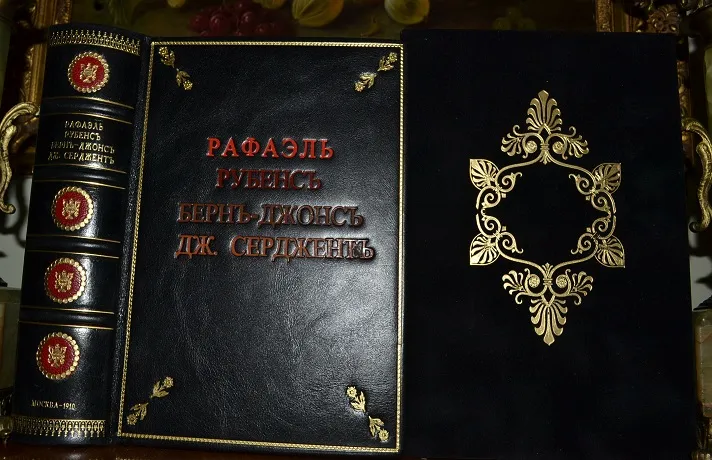 РАФАЭЛЬ
РУБЕНСЪ
БЕРНЪ-ДЖОНСЪ
ДЖ. СЕРДЖЕНТЪ
МОСКВА-1910
РАФАЭЛЬ
РУБЕНСЪ
БЕРНЪ-ДЖОНСЪ
ДЖ. СЕРДЖЕНТЪ